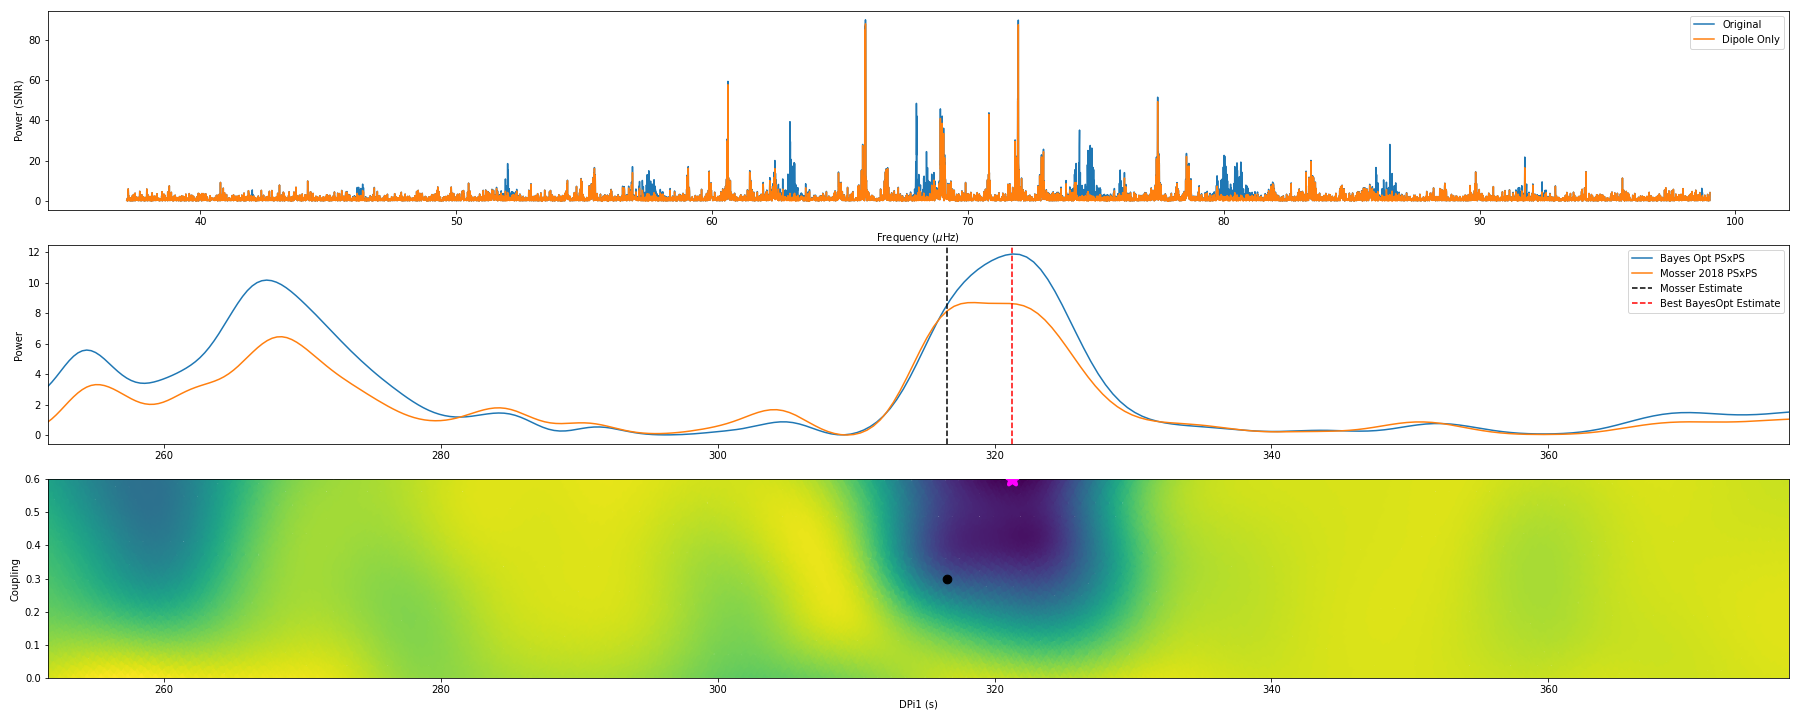 Power (SNR)
80
60
40
20
0
Original
Dipole Only
40 50 60 70 80 90 100
Frequency (μHz)
Power
12
10
8
6
4
2
0
Bayes Opt PSxPS
Mosser 2018 PSxPS
Mosser Estimate
Best BayesOpt Estimate
260 280 300 320 340 360
Coupling
0.6
0.5
0.4
0.3
0.2
0.1
0.0
260 280 300 320 340 360
DPi1 (s)